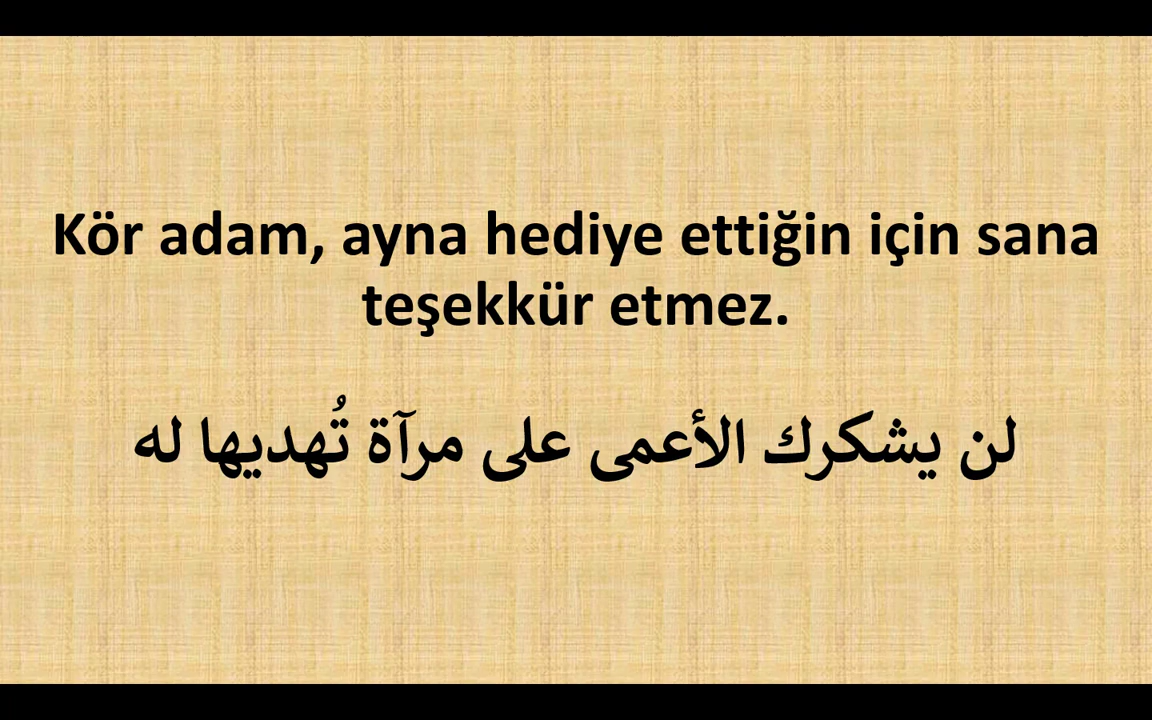 Kör adam, ayna hediye ettiğin için sana
teşekkür etmez.
لن يشكرك الأعمى على مرآة تُهديها له